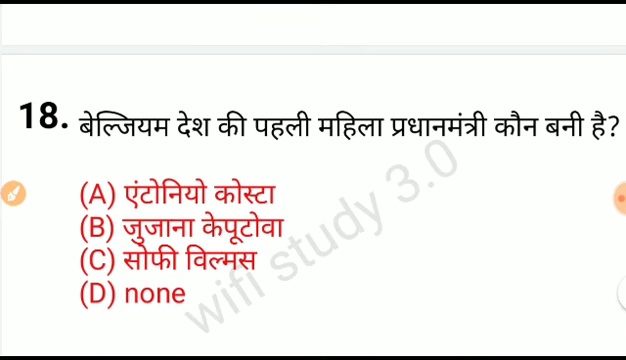 18. बेल्जियम देश की पहली महिला प्रधानमंत्री कौन बनी है?
(A) एंटोनियो कोस्टा
(B) जुजाना केपूटोवा
(C) सोफी विल्मस
(D) none
wifi study 3.0